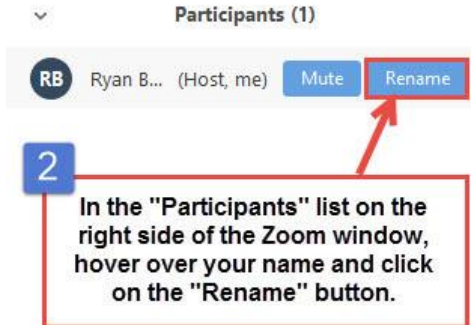 Participants (1)
RB Ryan B... (Host, me) Mute Rename
2
In the "Participants" list on the
right side of the Zoom window,
hover over your name and click
on the "Rename" button.